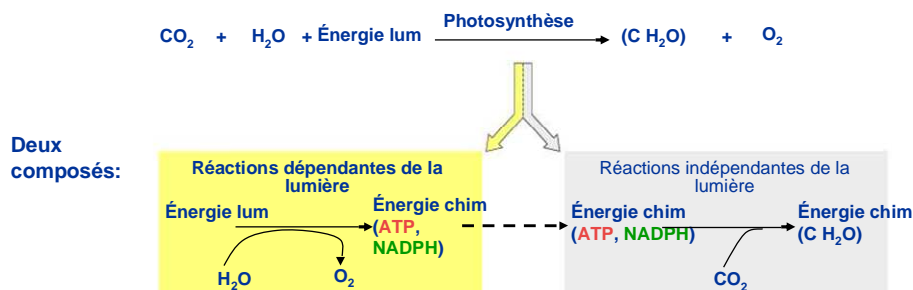 Photosynthèse
CO2 + H2O + Énergie lum (C H2O) + O2
Deux
composés:
Réactions dépendantes de la
lumière
Énergie lum
Énergie chim
(ATP,
NADPH)
H2O
O2
Réactions indépendantes de la
lumière
Énergie chim
(ATP, NADPH)
Énergie chim
(C H2O)
CO2